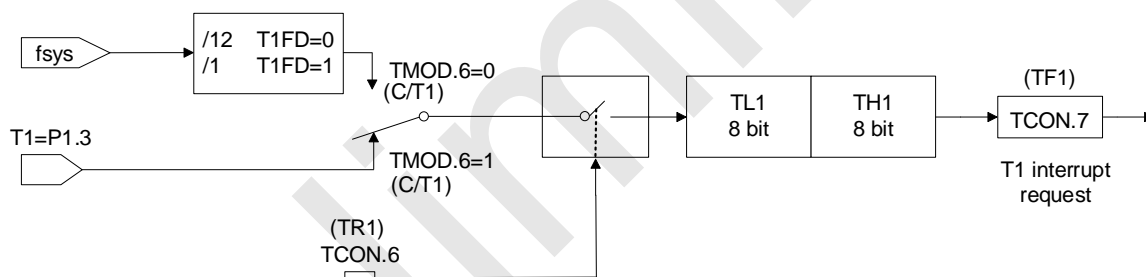 fsys
/12 T1FD=0
/1 T1FD=1
TMOD.6=0
(C/T1)
T1=P1.3
TMOD.6=1
(C/T1)
(TR1)
TCON.6
TL1
8 bit
TH1
8 bit
(TF1)
TCON.7
T1 interrupt
request